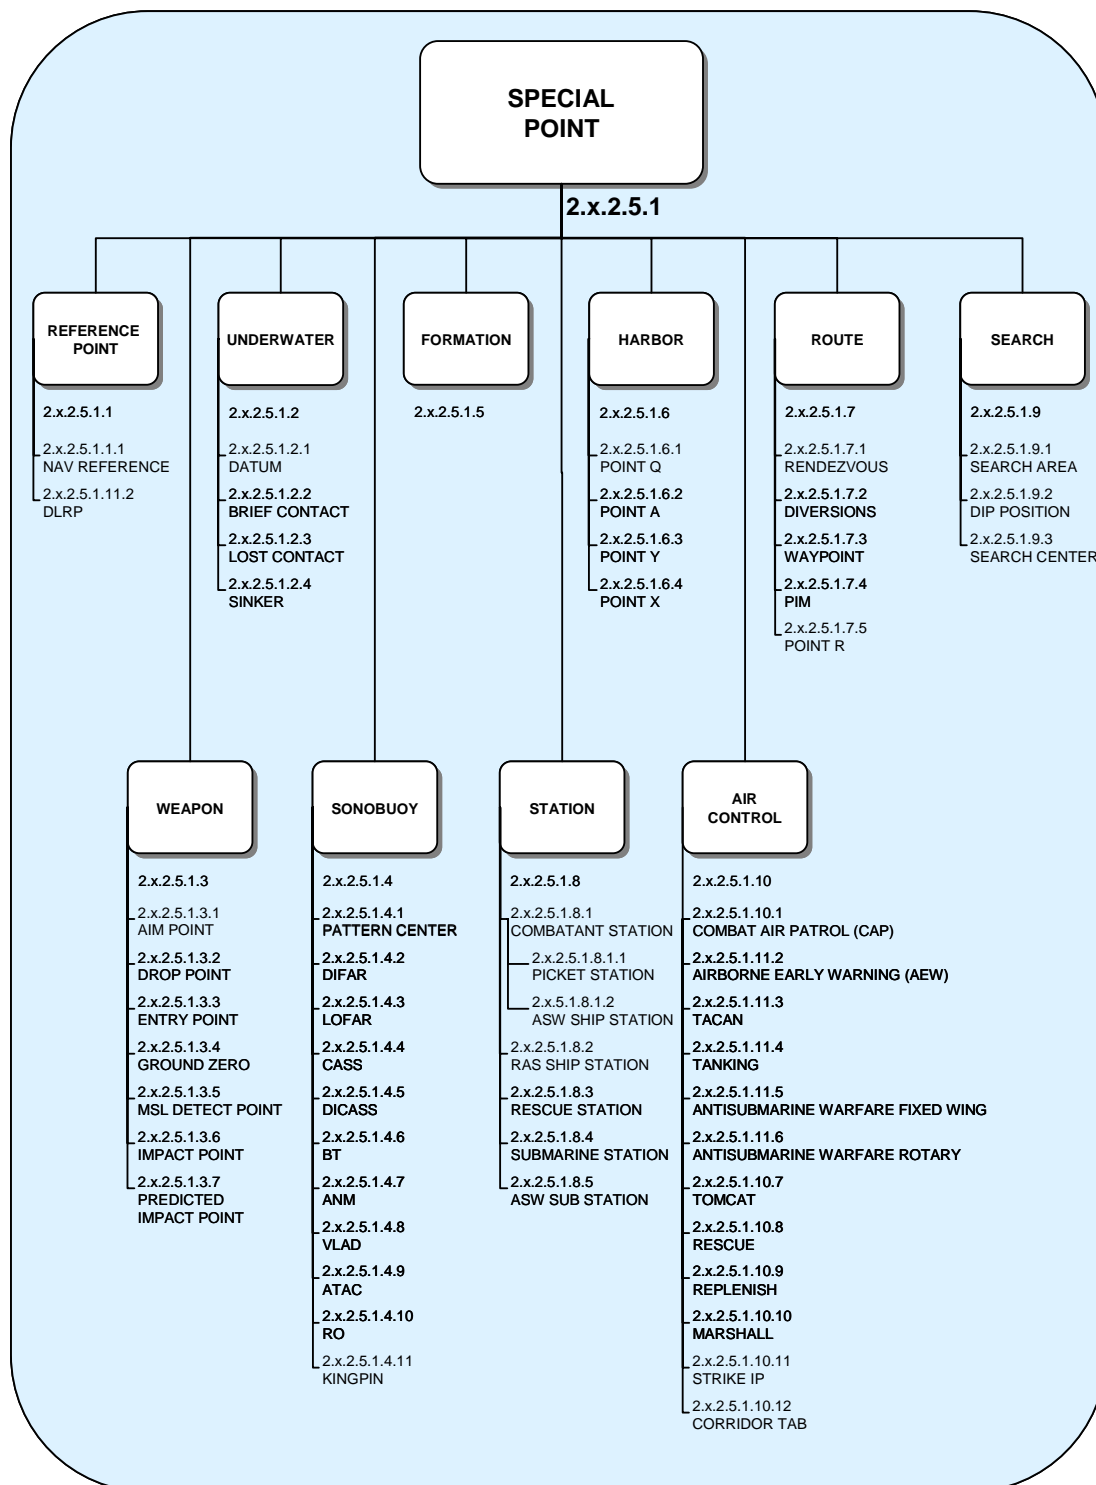 SPECIAL
POINT
2.x.2.5.1
REFERENCE
POINT
2.x.2.5.1.1
2.x.2.5.1.1.1
NAV REFERENCE
2.x.2.5.1.11.2
DLRP
UNDERWATER
2.x.2.5.1.2
2.x.2.5.1.2.1
DATUM
2.x.2.5.1.2.2
BRIEF CONTACT
2.x.2.5.1.2.3
LOST CONTACT
2.x.2.5.1.2.4
SINKER
FORMATION
2.x.2.5.1.5
HARBOR
2.x.2.5.1.6
2.x.2.5.1.6.1
POINT Q
2.x.2.5.1.6.2
POINT A
2.x.2.5.1.6.3
POINT Y
2.x.2.5.1.6.4
POINT X
ROUTE
2.x.2.5.1.7
2.x.2.5.1.7.1
RENDEZVOUS
2.x.2.5.1.7.2
DIVERSIONS
2.x.2.5.1.7.3
WAYPOINT
2.x.2.5.1.7.4
PIM
2.x.2.5.1.7.5
POINT R
SEARCH
2.x.2.5.1.9
2.x.2.5.1.9.1
SEARCH AREA
2.x.2.5.1.9.2
DIP POSITION
2.x.2.5.1.9.3
SEARCH CENTER
WEAPON
2.x.2.5.1.3
2.x.2.5.1.3.1
AIM POINT
2.x.2.5.1.3.2
DROP POINT
2.x.2.5.1.3.3
ENTRY POINT
2.x.2.5.1.3.4
GROUND ZERO
2.x.2.5.1.3.5
MSL DETECT POINT
2.x.2.5.1.3.6
IMPACT POINT
2.x.2.5.1.3.7
PREDICTED
IMPACT POINT
SONOBUOY
2.x.2.5.1.4
2.x.2.5.1.4.1
PATTERN CENTER
2.x.2.5.1.4.2
DIFAR
2.x.2.5.1.4.3
LOFAR
2.x.2.5.1.4.4
CASS
2.x.2.5.1.4.5
DICASS
2.x.2.5.1.4.6
BT
2.x.2.5.1.4.7
ANM
2.x.2.5.1.4.8
VLAD
2.x.2.5.1.4.9
ATAC
2.x.2.5.1.4.10
RO
2.x.2.5.1.4.11
KINGPIN
STATION
2.x.2.5.1.8
2.x.2.5.1.8.1
COMBATANT STATION
2.x.2.5.1.8.1.1
PICKET STATION
2.x.5.1.8.1.2
ASW SHIP STATION
2.x.2.5.1.8.2
RAS SHIP STATION
2.x.2.5.1.8.3
RESCUE STATION
2.x.2.5.1.8.4
SUBMARINE STATION
2.x.2.5.1.8.5
ASW SUB STATION
AIR
CONTROL
2.x.2.5.1.10
2.x.2.5.1.10.1
COMBAT AIR PATROL (CAP)
2.x.2.5.1.11.2
AIRBORNE EARLY WARNING (AEW)
2.x.2.5.1.11.3
TACAN
2.x.2.5.1.11.4
TANKING
2.x.2.5.1.11.5
ANTISUBMARINE WARFARE FIXED WING
2.x.2.5.1.11.6
ANTISUBMARINE WARFARE ROTARY
2.x.2.5.1.10.7
TOMCAT
2.x.2.5.1.10.8
RESCUE
2.x.2.5.1.10.9
REPLENISH
2.x.2.5.1.10.10
MARSHALL
2.x.2.5.1.10.11
STRIKE IP
2.x.2.5.1.10.12
CORRIDOR TAB